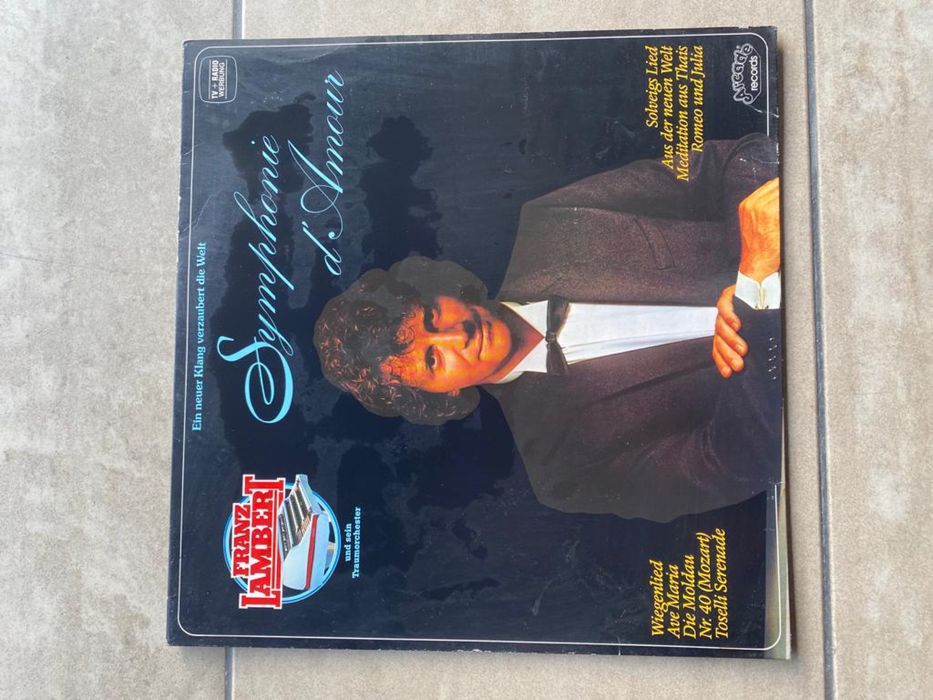 Ein neuer Klang verzaubert die Welt
TV + RADIO
WERBUNG
FRANZ
LAMBERT
und sein
Traumorchester
Symphonie
d'Amour
Wiegenlied
Ave Maria
Die Moldau
Nr. 40 (Mozart)
Toselli Serenade
Solveigs Lied
Aus der neuen Welt
Meditation aus Thais
Romeo und Julia
Arcade
records